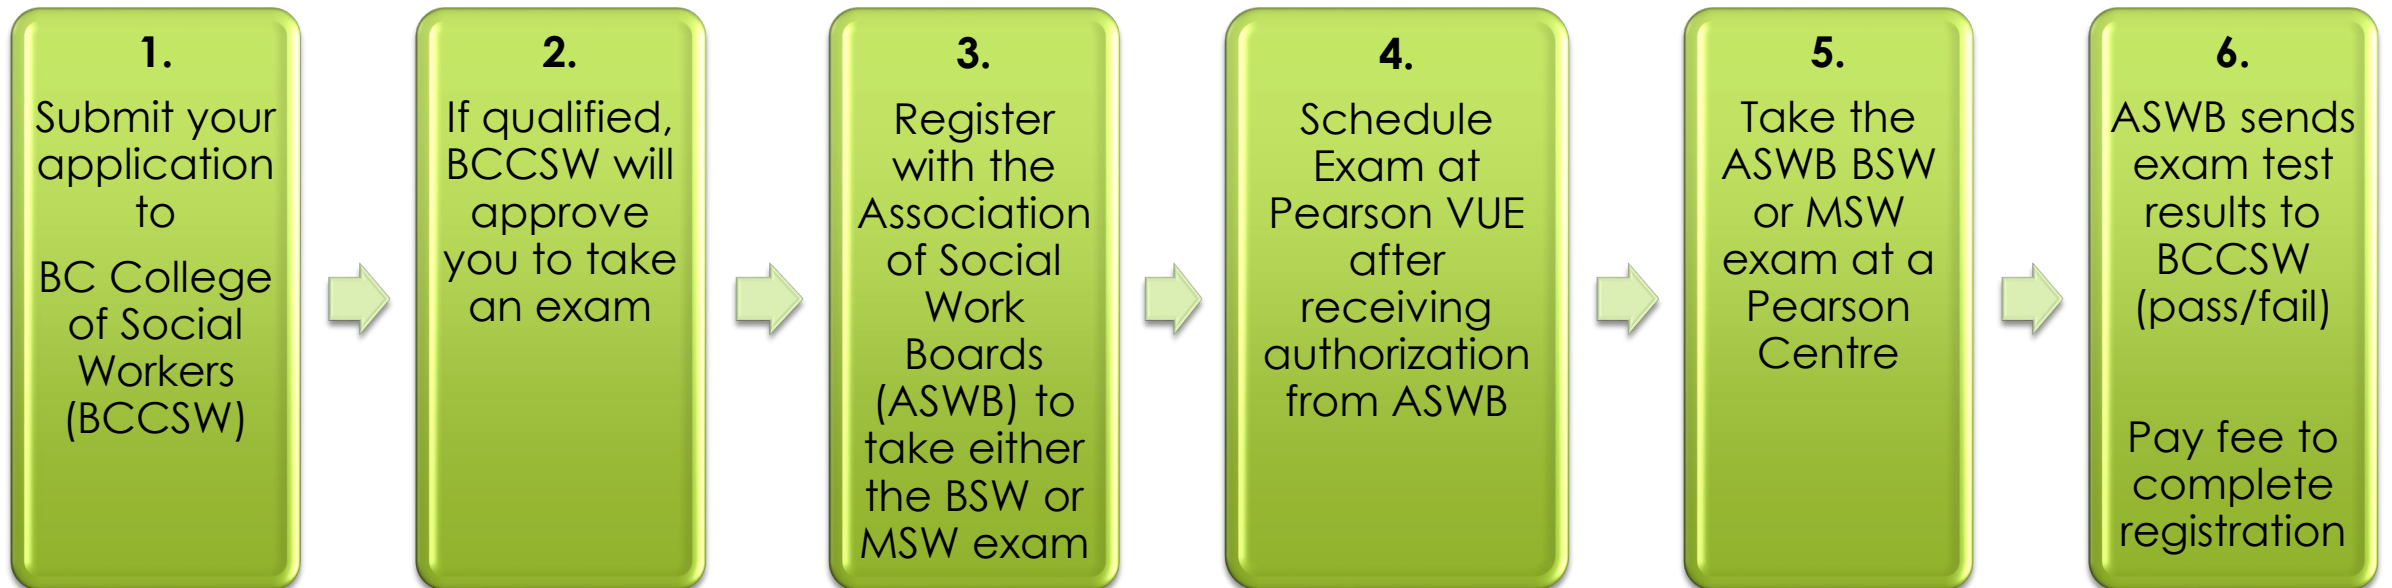 1.
Submit your
application
to
BC College
of Social
Workers
(BCCSW)
2.
If qualified,
BCCSW will
approve
you to take
an exam
3.
Register
with the
Association
of Social
Work
Boards
(ASWB) to
take either
the BSW or
MSW exam
4.
Schedule
Exam at
Pearson VUE
after
receiving
authorization
from ASWB
5.
Take the
ASWB BSW
or MSW
exam at a
Pearson
Centre
6.
ASWB sends
exam test
results to
BCCSW
(pass/fail)
Pay fee to
complete
registration